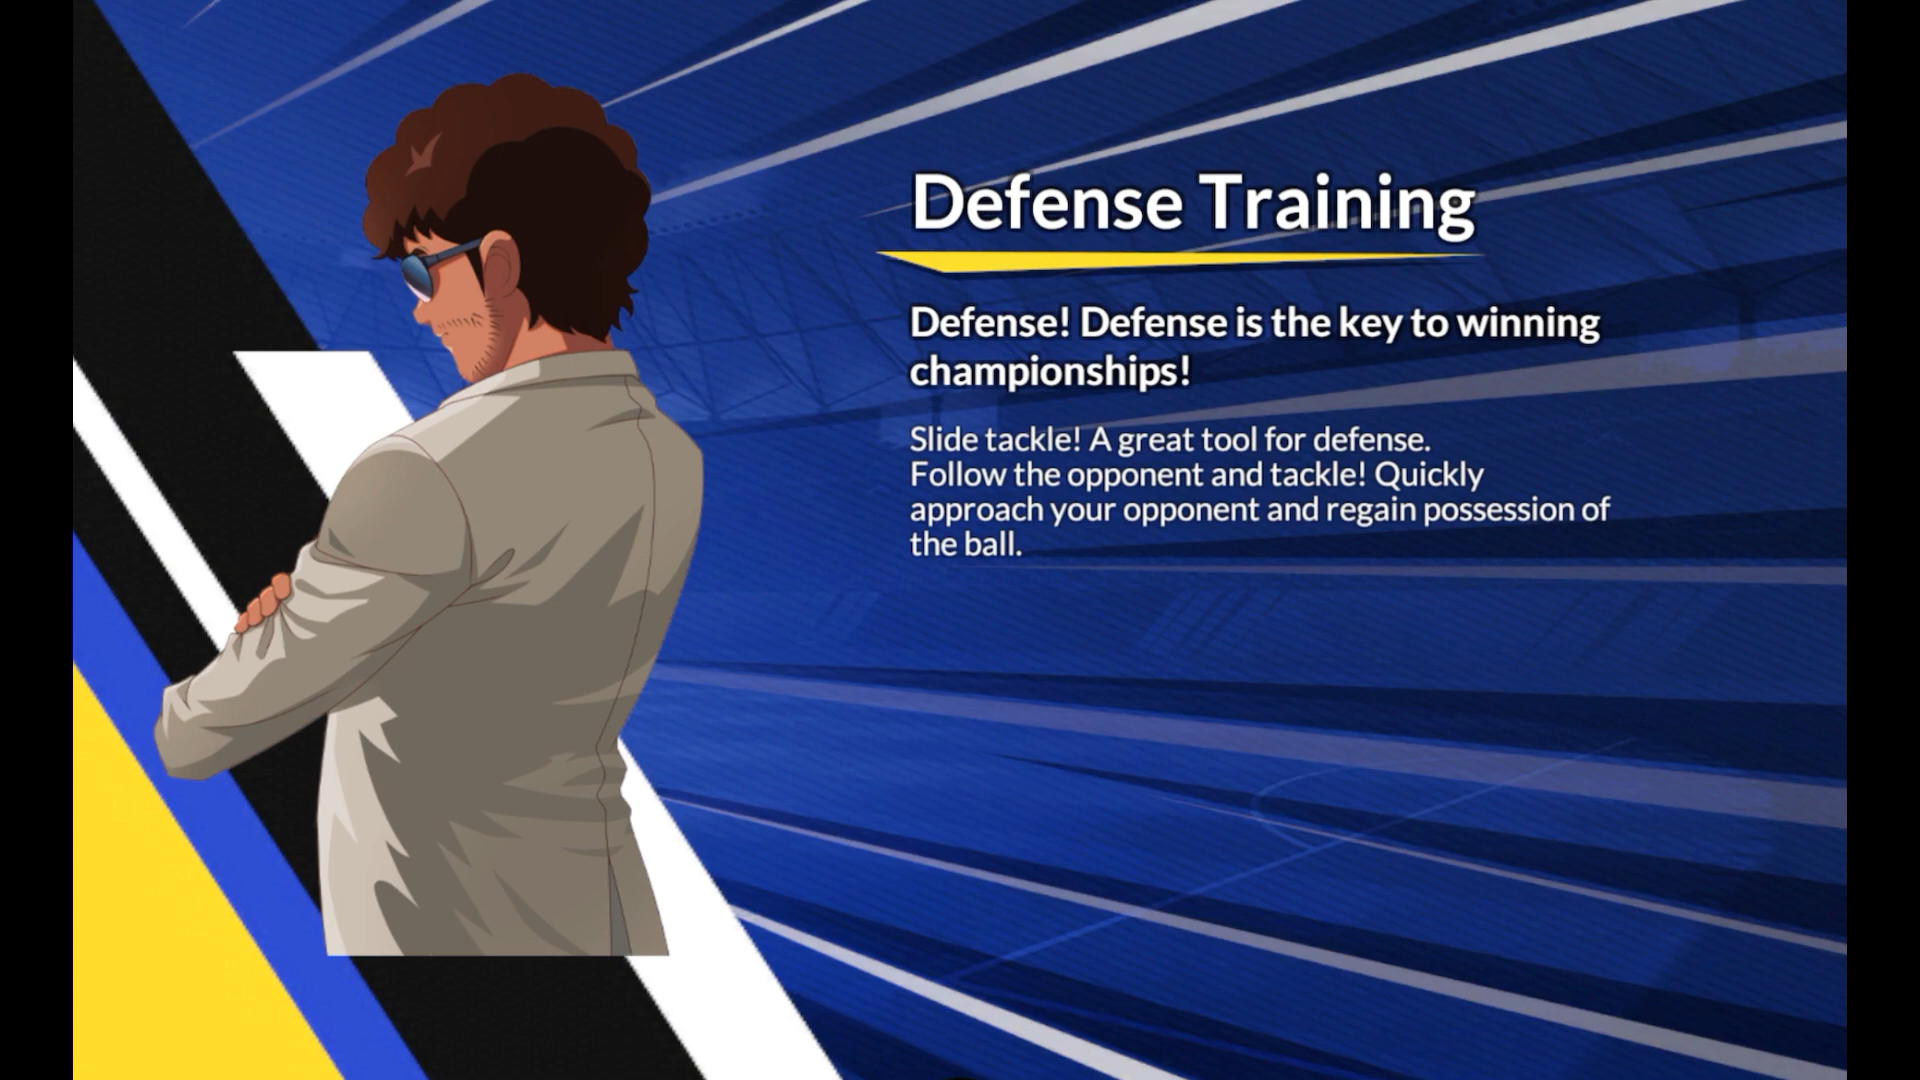 Defense Training
Defense! Defense is the key to winning
championships!
Slide tackle! A great tool for defense.
Follow the opponent and tackle! Quickly
approach your opponent and regain possession of
the ball.